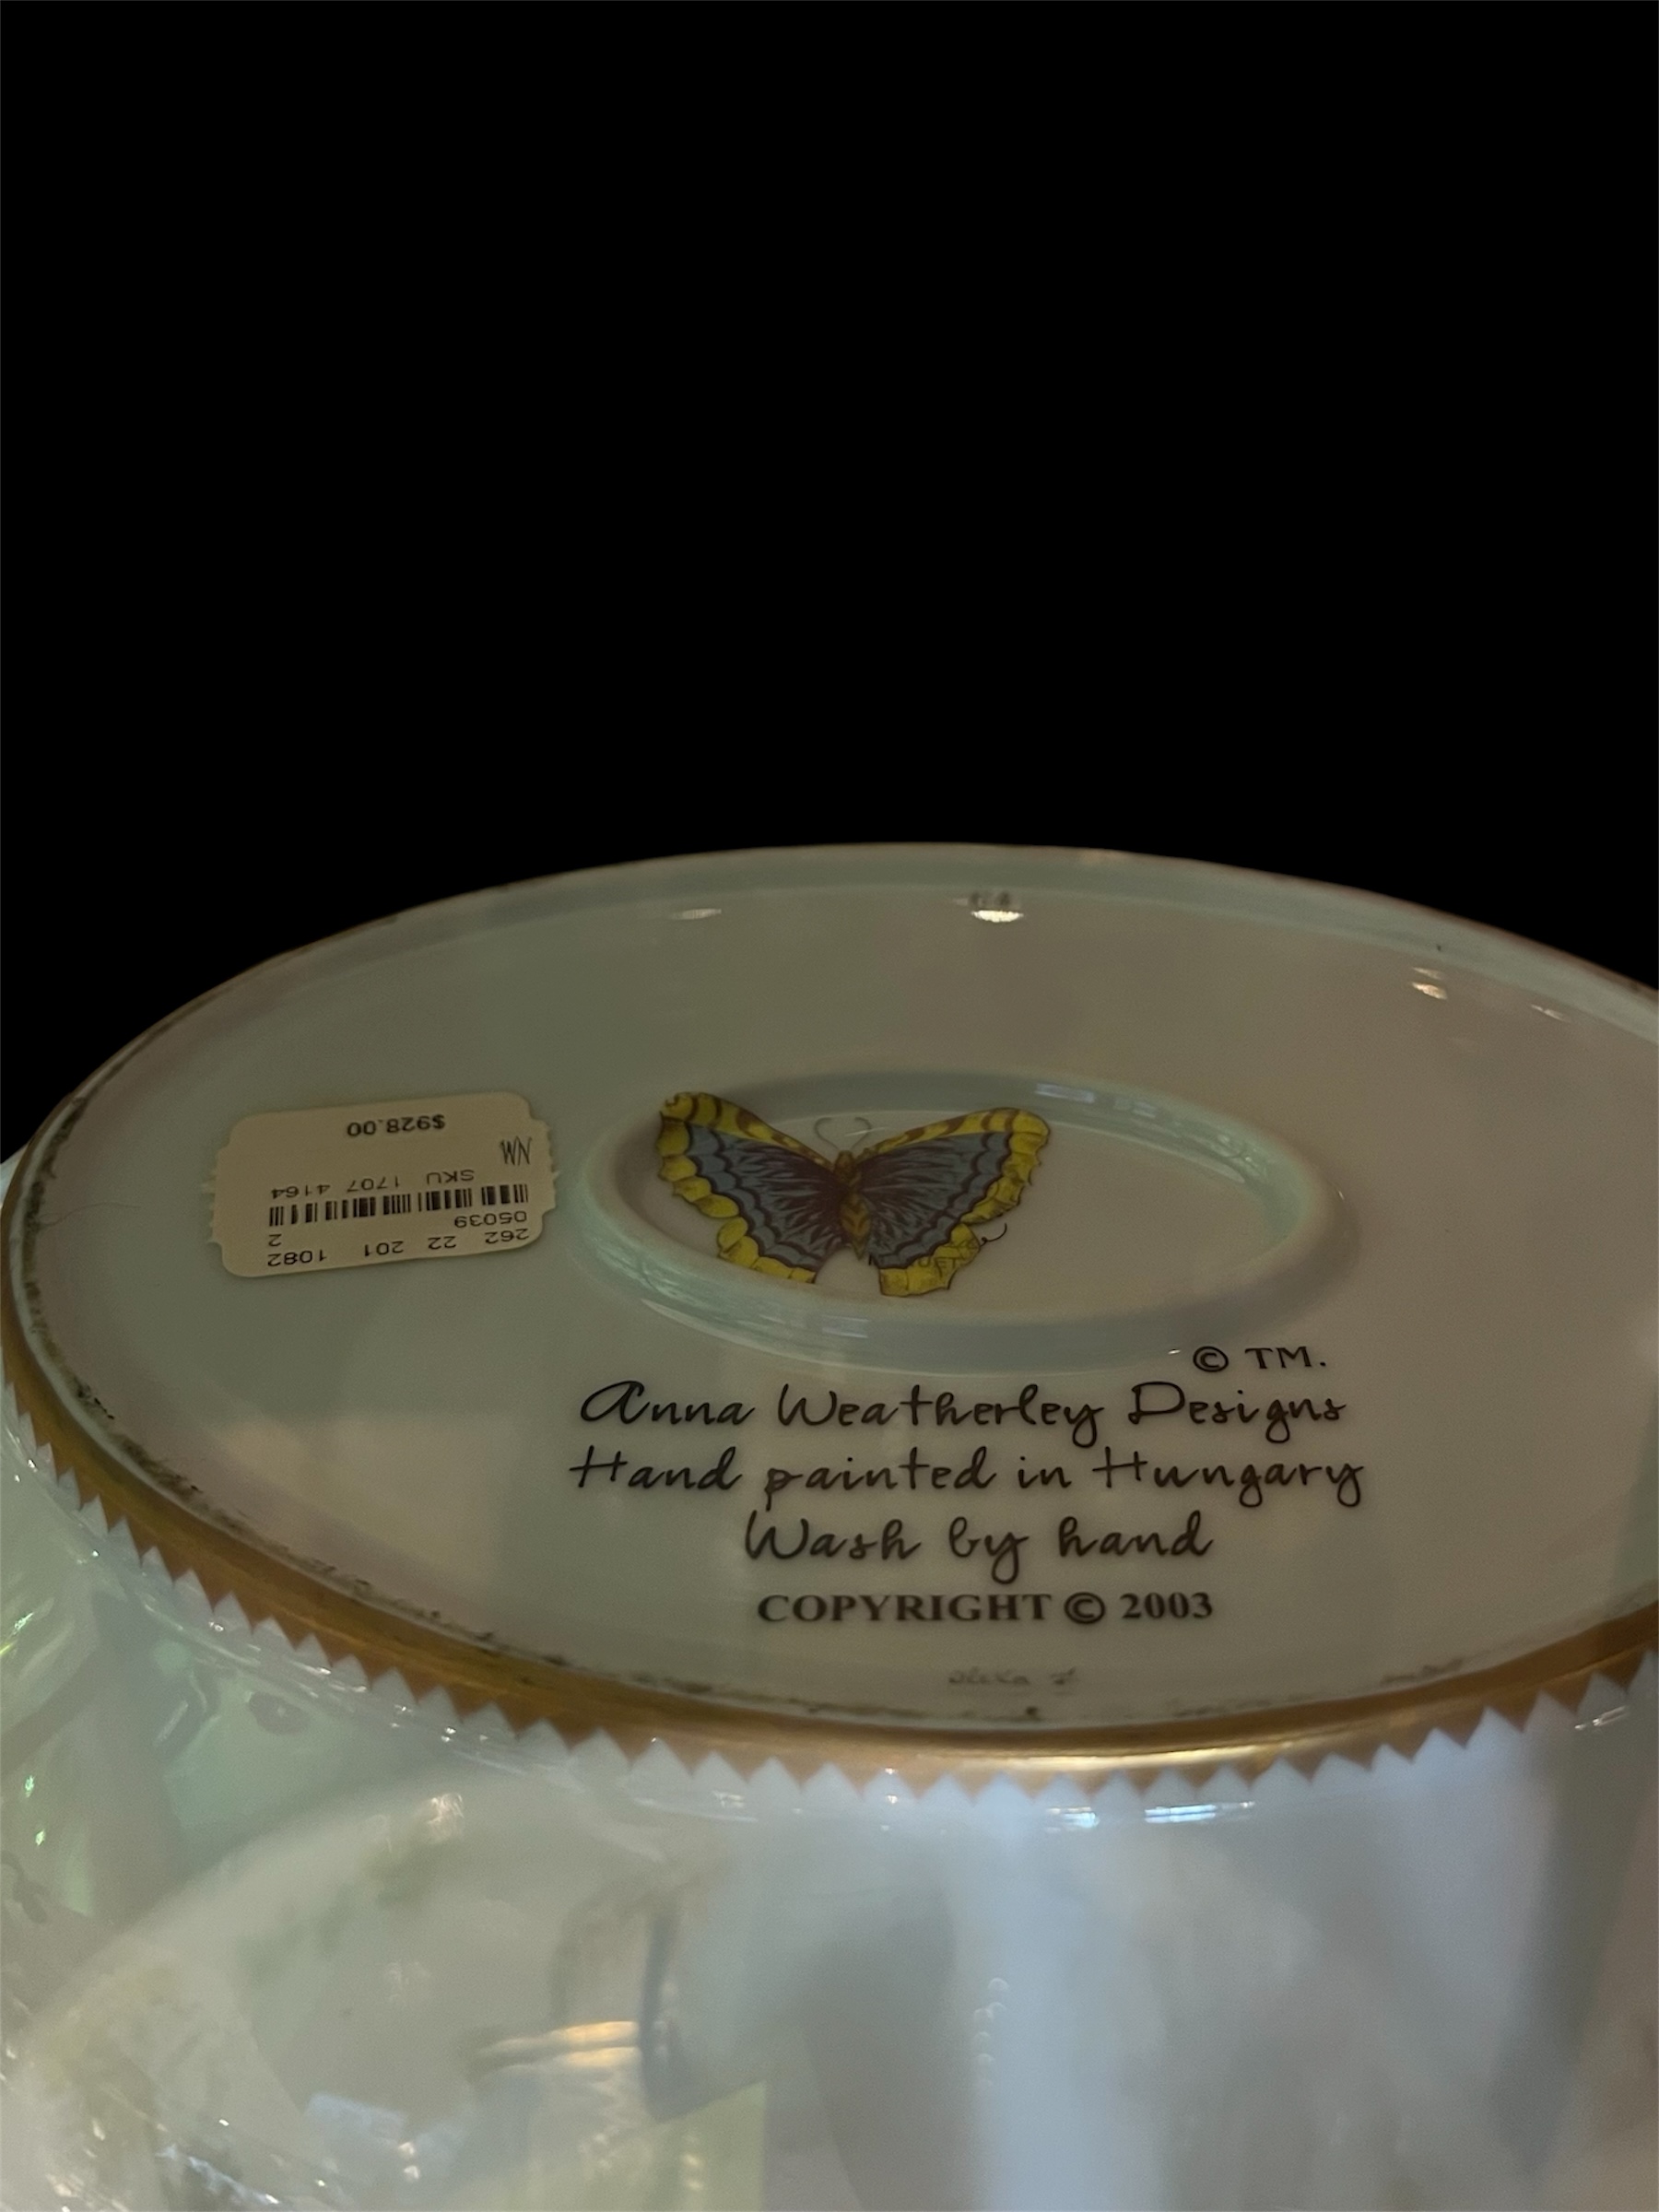 $928.00
WN
SKU 1707 4164
05039 2
262 22 201 1082
© TM.
Anna Weatherley Designs
Hand painted in Hungary
Wash by hand
COPYRIGHT © 2003